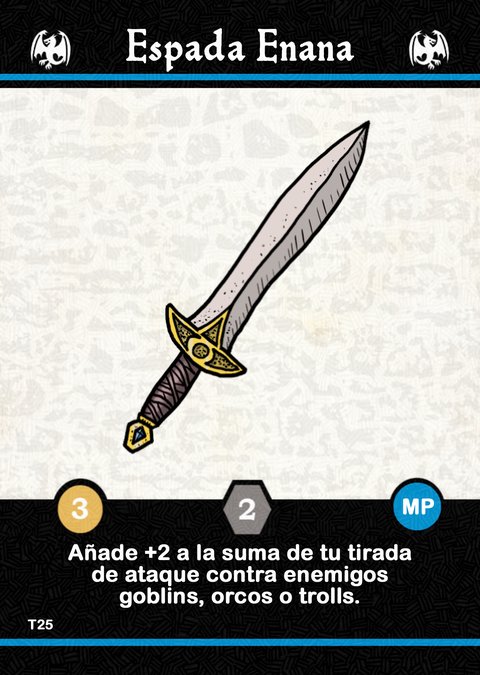 Espada Enana
3
2
MP
Añade +2 a la suma de tu tirada
de ataque contra enemigos
goblins, orcos o trolls.
T25